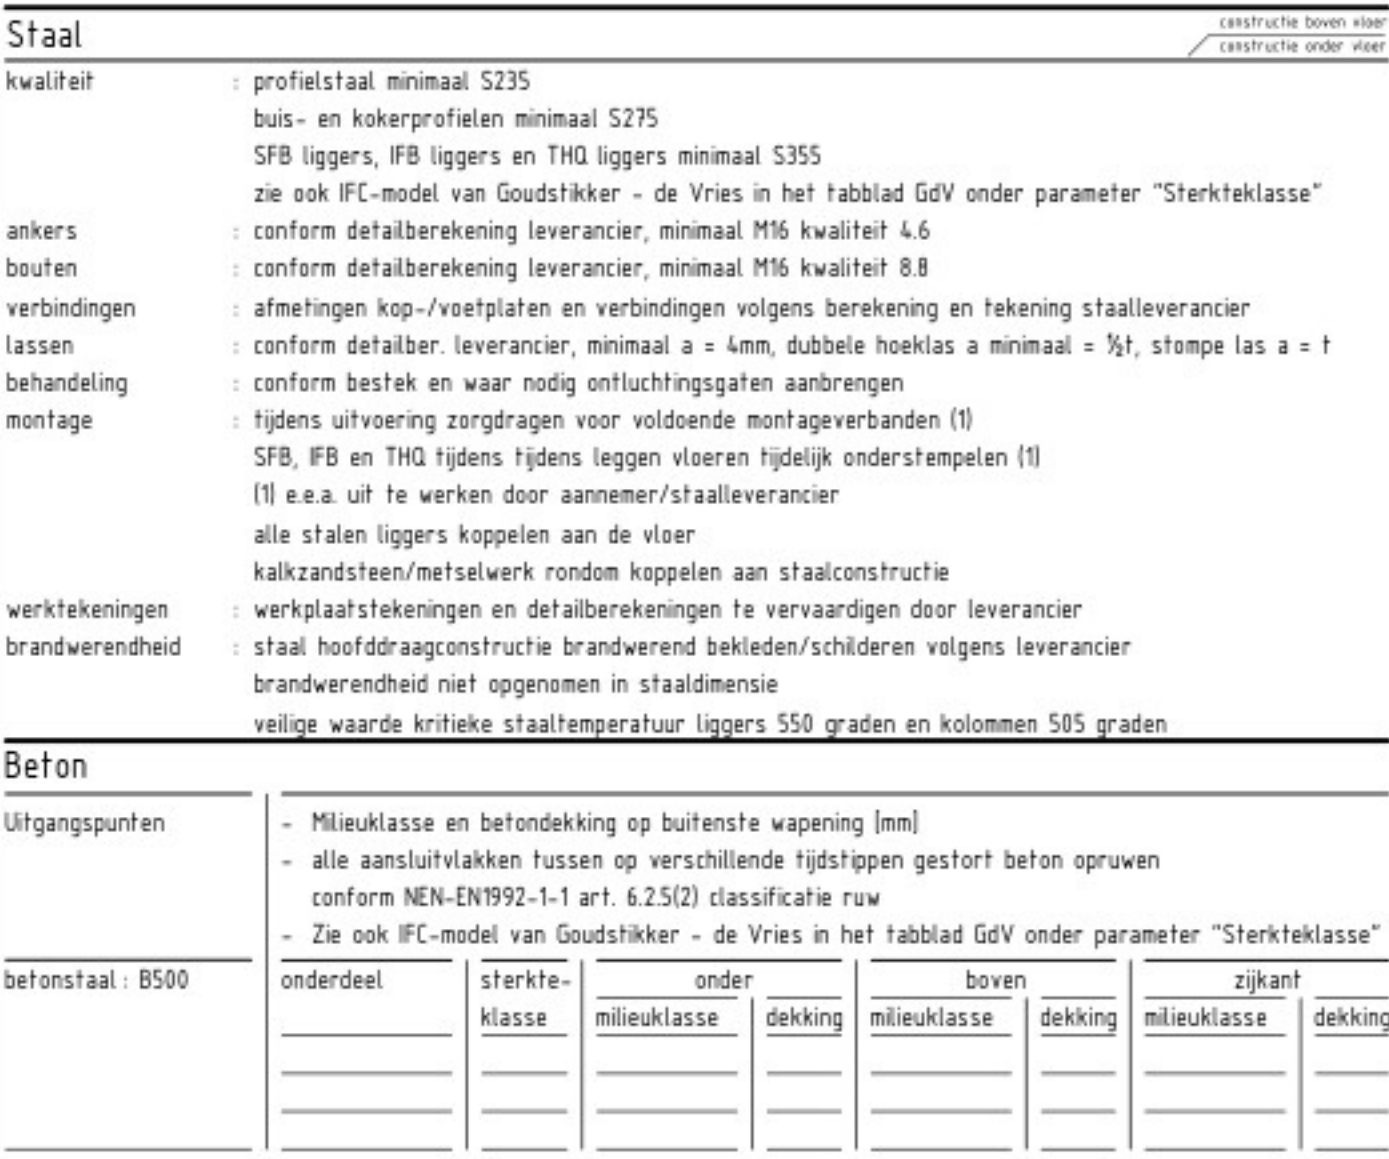 Staal
constructie boven vloer
constructie onder vloer
kwaliteit : profielstaal minimaal S235
buis- en kokerprofielen minimaal S275
SFB liggers, IFB liggers en THQ liggers minimaal S355
zie ook IFC-model van Goudstikker - de Vries in het tabblad GdV onder parameter "Sterkteklasse"
ankers : conform detailberekening leverancier, minimaal M16 kwaliteit 4.6
bouten : conform detailberekening leverancier, minimaal M16 kwaliteit 8.8
verbindingen : afmetingen kop-/voetplaten en verbindingen volgens berekening en tekening staalleverancier
lassen : conform detailber. leverancier, minimaal a = 4mm, dubbele hoeklas a minimaal = ½t, stompe las a = t
behandeling : conform bestek en waar nodig ontluchtingsgaten aanbrengen
montage : tijdens uitvoering zorgdragen voor voldoende montageverbanden (1)
SFB, IFB en THQ tijdens tijdens leggen vloeren tijdelijk onderstempelen (1)
(1) e.e.a. uit te werken door aannemer/staalleverancier
alle stalen liggers koppelen aan de vloer
kalkzandsteen/metselwerk rondom koppelen aan staalconstructie
werktekeningen : werkplaatstekeningen en detailberekeningen te vervaardigen door leverancier
brandwerendheid : staal hoofddraagconstructie brandwerend bekleden/schilderen volgens leverancier
brandwerendheid niet opgenomen in staaldimensie
veilige waarde kritieke staaltemperatuur liggers 550 graden en kolommen 505 graden
Beton
Uitgangspunten - Milieuklasse en betondekking op buitenste wapening [mm]
- alle aansluitvlakken tussen op verschillende tijdstippen gestort beton opruwen
conform NEN-EN1992-1-1 art. 6.2.5(2) classificatie ruw
- Zie ook IFC-model van Goudstikker - de Vries in het tabblad GdV onder parameter "Sterkteklasse"
betonstaal : B500 onderdeel sterkte- onder boven zijkant
klasse milieuklasse dekking milieuklasse dekking milieuklasse dekking